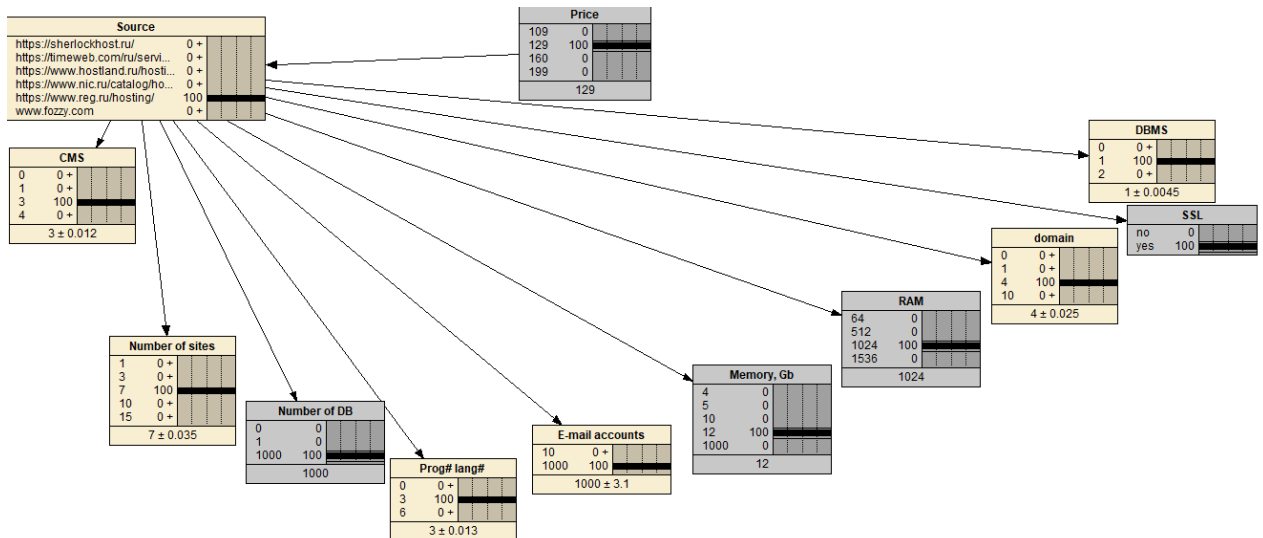 Source
https://sherlockhost.ru/ 0 +
https://timeweb.com/ru/servi... 0 +
https://www.hostland.ru/hosti... 0 +
https://www.nic.ru/catalog/ho... 0 +
https://www.reg.ru/hosting/ 100
www.fozzy.com 0 +
Price
109 0
129 100
160 0
199 0
129
DBMS
0 0 +
1 100
2 0 +
1 ± 0.0045
CMS
0 0 +
1 0 +
3 100
4 0 +
3 ± 0.012
SSL
no 0
yes 100
domain
0 0 +
1 0 +
4 100
10 0 +
4 ± 0.025
RAM
64 0
512 0
1024 100
1536 0
1024
Number of sites
1 0 +
3 0 +
7 100
10 0 +
15 0 +
7 ± 0.035
Memory, Gb
4 0
5 0
10 0
12 100
1000 0
12
Number of DB
0 0
1 0
1000 100
1000
E-mail accounts
10 0 +
1000 100
1000 ± 3.1
Prog# lang#
0 0 +
3 100
6 0 +
3 ± 0.013